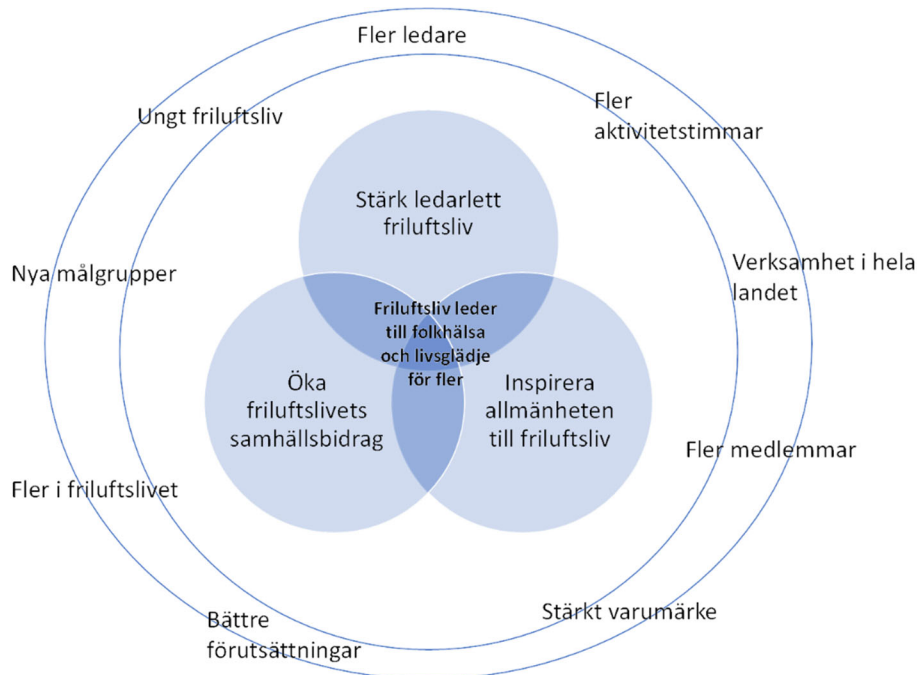 Fler ledare
Ungt friluftsliv
Fler
aktivitetstimmar
Stärk ledarlett
friluftsliv
Nya målgrupper
Verksamhet i hela
landet
Friluftsliv leder
till folkhälsa
och livsglädje
för fler
Öka
friluftslivets
samhällsbidrag
Inspirera
allmänheten
till friluftsliv
Fler medlemmar
Fler i friluftslivet
Bättre
förutsättningar
Stärkt varumärke